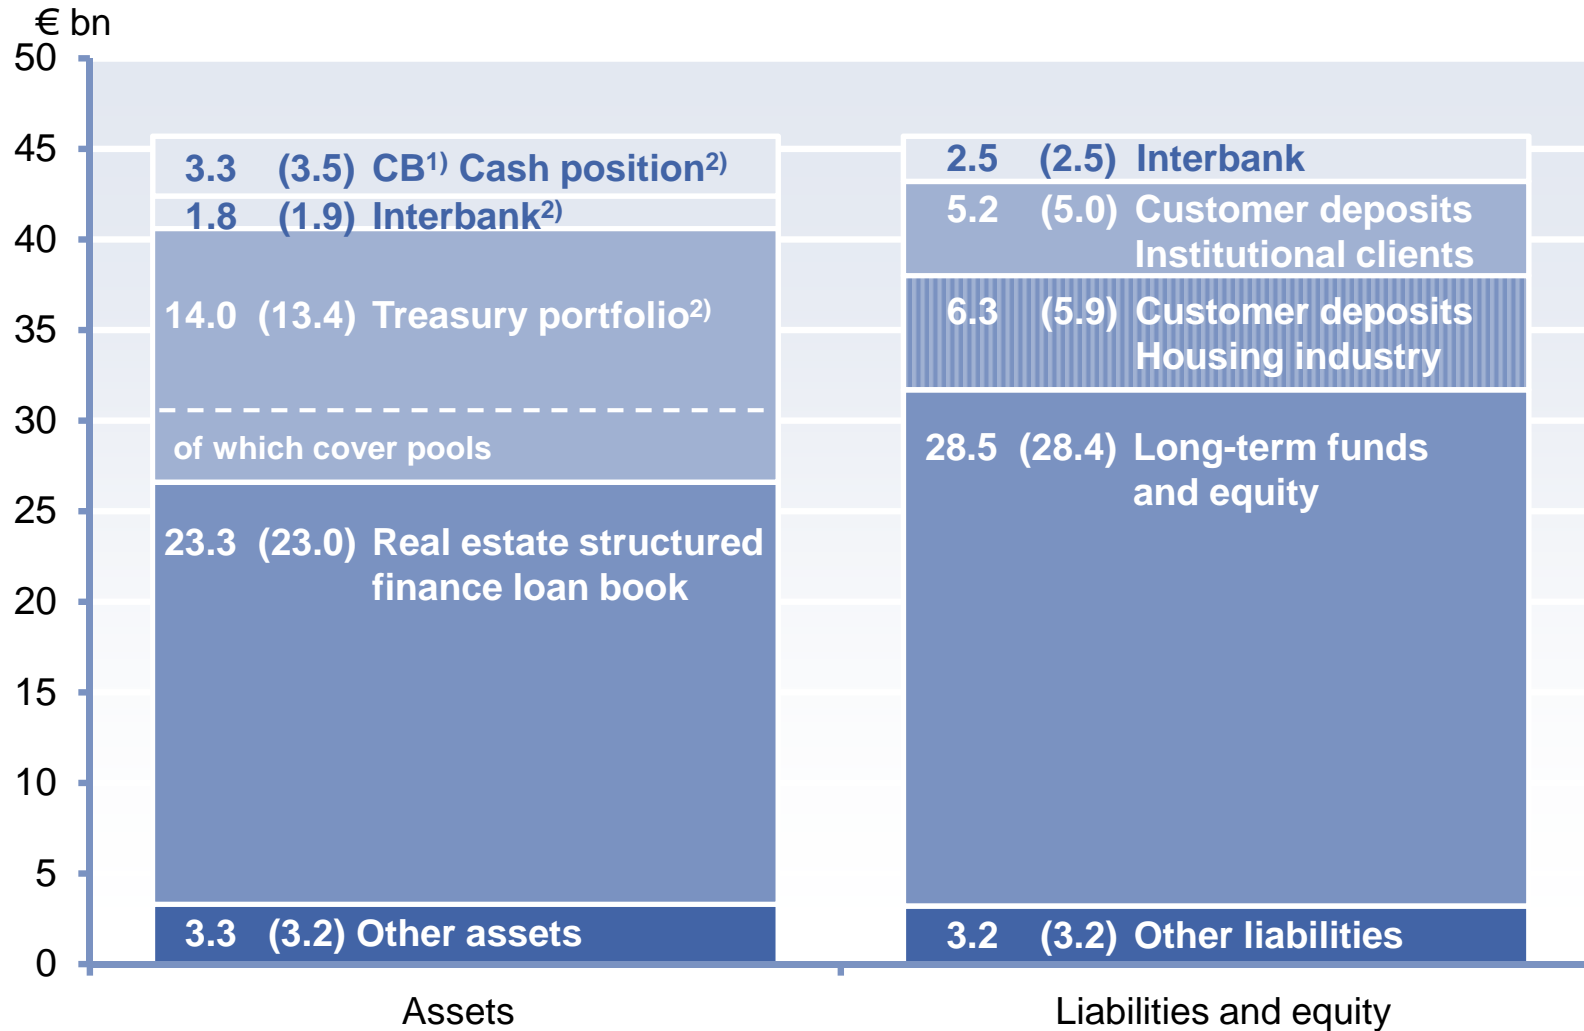 € bn
50
45
40
35
30
25
20
15
10
5
0
3.3 (3.5) CB1) Cash position2)
1.8 (1.9) Interbank2)
14.0 (13.4) Treasury portfolio2)
of which cover pools
23.3 (23.0) Real estate structured
finance loan book
3.3 (3.2) Other assets
2.5 (2.5) Interbank
5.2 (5.0) Customer deposits
Institutional clients
6.3 (5.9) Customer deposits
Housing industry
28.5 (28.4) Long-term funds
and equity
3.2 (3.2) Other liabilities
Assets
Liabilities and equity